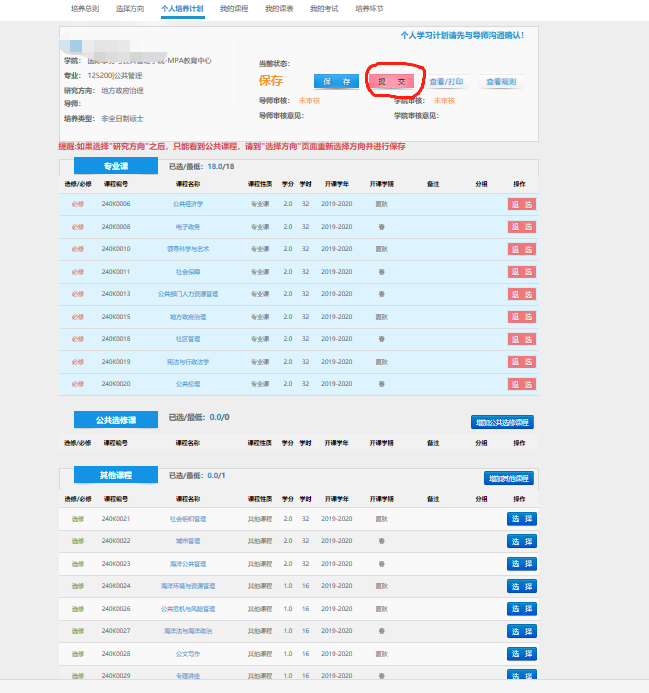 培养总则 选择方向 个人培养计划 我的课程 我的课表 我的考试 培养环节
个人学习计划请先与导师沟通确认!
学院: 国际事务与公共管理学院-MPA教育中心
专业: 125200|公共管理
研究方向: 地方政府治理
导师:
培养类型: 非全日制硕士
当前状态:
保存 保 存 提 交 查看/打印 查看规则
导师审核: 未审核 学院审核: 未审核
导师审核意见: 学院审核意见:
提醒:如果选择"研究方向"之后，只能看到公共课程，请到"选择方向"页面重新选择方向并进行保存
专业课 已选/最低: 18.0/18
选修/必修 课程编号 课程名称 课程性质 学分 学时 开课学年 开课学期 备注 分组 操作
必修 240K0006 公共经济学 专业课 2.0 32 2019-2020 夏秋 退 选
必修 240K0008 电子政务 专业课 2.0 32 2019-2020 春 退 选
必修 240K0010 领导科学与艺术 专业课 2.0 32 2019-2020 夏秋 退 选
必修 240K0011 社会保障 专业课 2.0 32 2019-2020 春 退 选
必修 240K0013 公共部门人力资源管理 专业课 2.0 32 2019-2020 春 退 选
必修 240K0015 地方政府治理 专业课 2.0 32 2019-2020 夏秋 退 选
必修 240K0018 社区管理 专业课 2.0 32 2019-2020 春 退 选
必修 240K0019 宪法与行政法学 专业课 2.0 32 2019-2020 夏秋 退 选
必修 240K0020 公共伦理 专业课 2.0 32 2019-2020 春 退 选
公共选修课 已选/最低: 0.0/0 增加公共选修课程
选修/必修 课程编号 课程名称 课程性质 学分 学时 开课学年 开课学期 备注 分组 操作
其他课程 已选/最低: 0.0/1 增加其他课程
选修/必修 课程编号 课程名称 课程性质 学分 学时 开课学年 开课学期 备注 分组 操作
选修 240K0021 社会组织管理 其他课程 2.0 32 2019-2020 夏秋 选 择
选修 240K0022 城市管理 其他课程 2.0 32 2019-2020 春 选 择
选修 240K0023 海洋公共管理 其他课程 2.0 32 2019-2020 春 选 择
选修 240K0024 海洋环境与资源管理 其他课程 1.0 16 2019-2020 夏秋 选 择
选修 240K0026 公共危机与风险管理 其他课程 1.0 16 2019-2020 夏秋 选 择
选修 240K0027 海洋法与海洋政治 其他课程 1.0 16 2019-2020 春 选 择
选修 240K0028 公文写作 其他课程 1.0 16 2019-2020 夏秋 选 择
选修 240K0029 专题讲座 其他课程 1.0 16 2019-2020 春 选 择